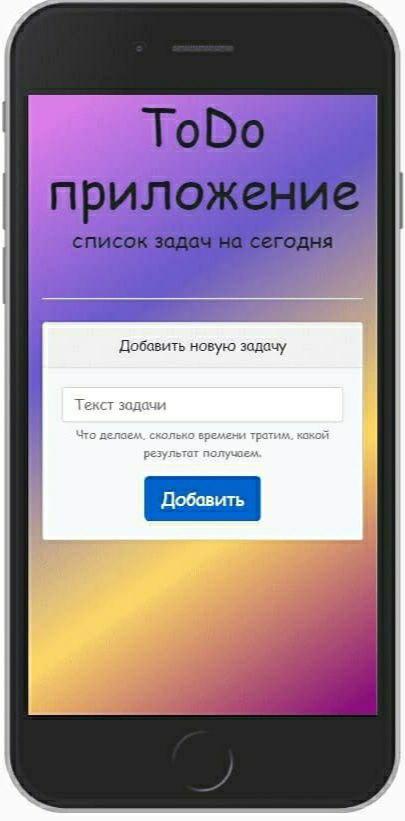 ToDo
приложение
список задач на сегодня
Добавить новую задачу
Текст задачи
Что делаем, сколько времени тратим, какой
результат получаем.
Добавить